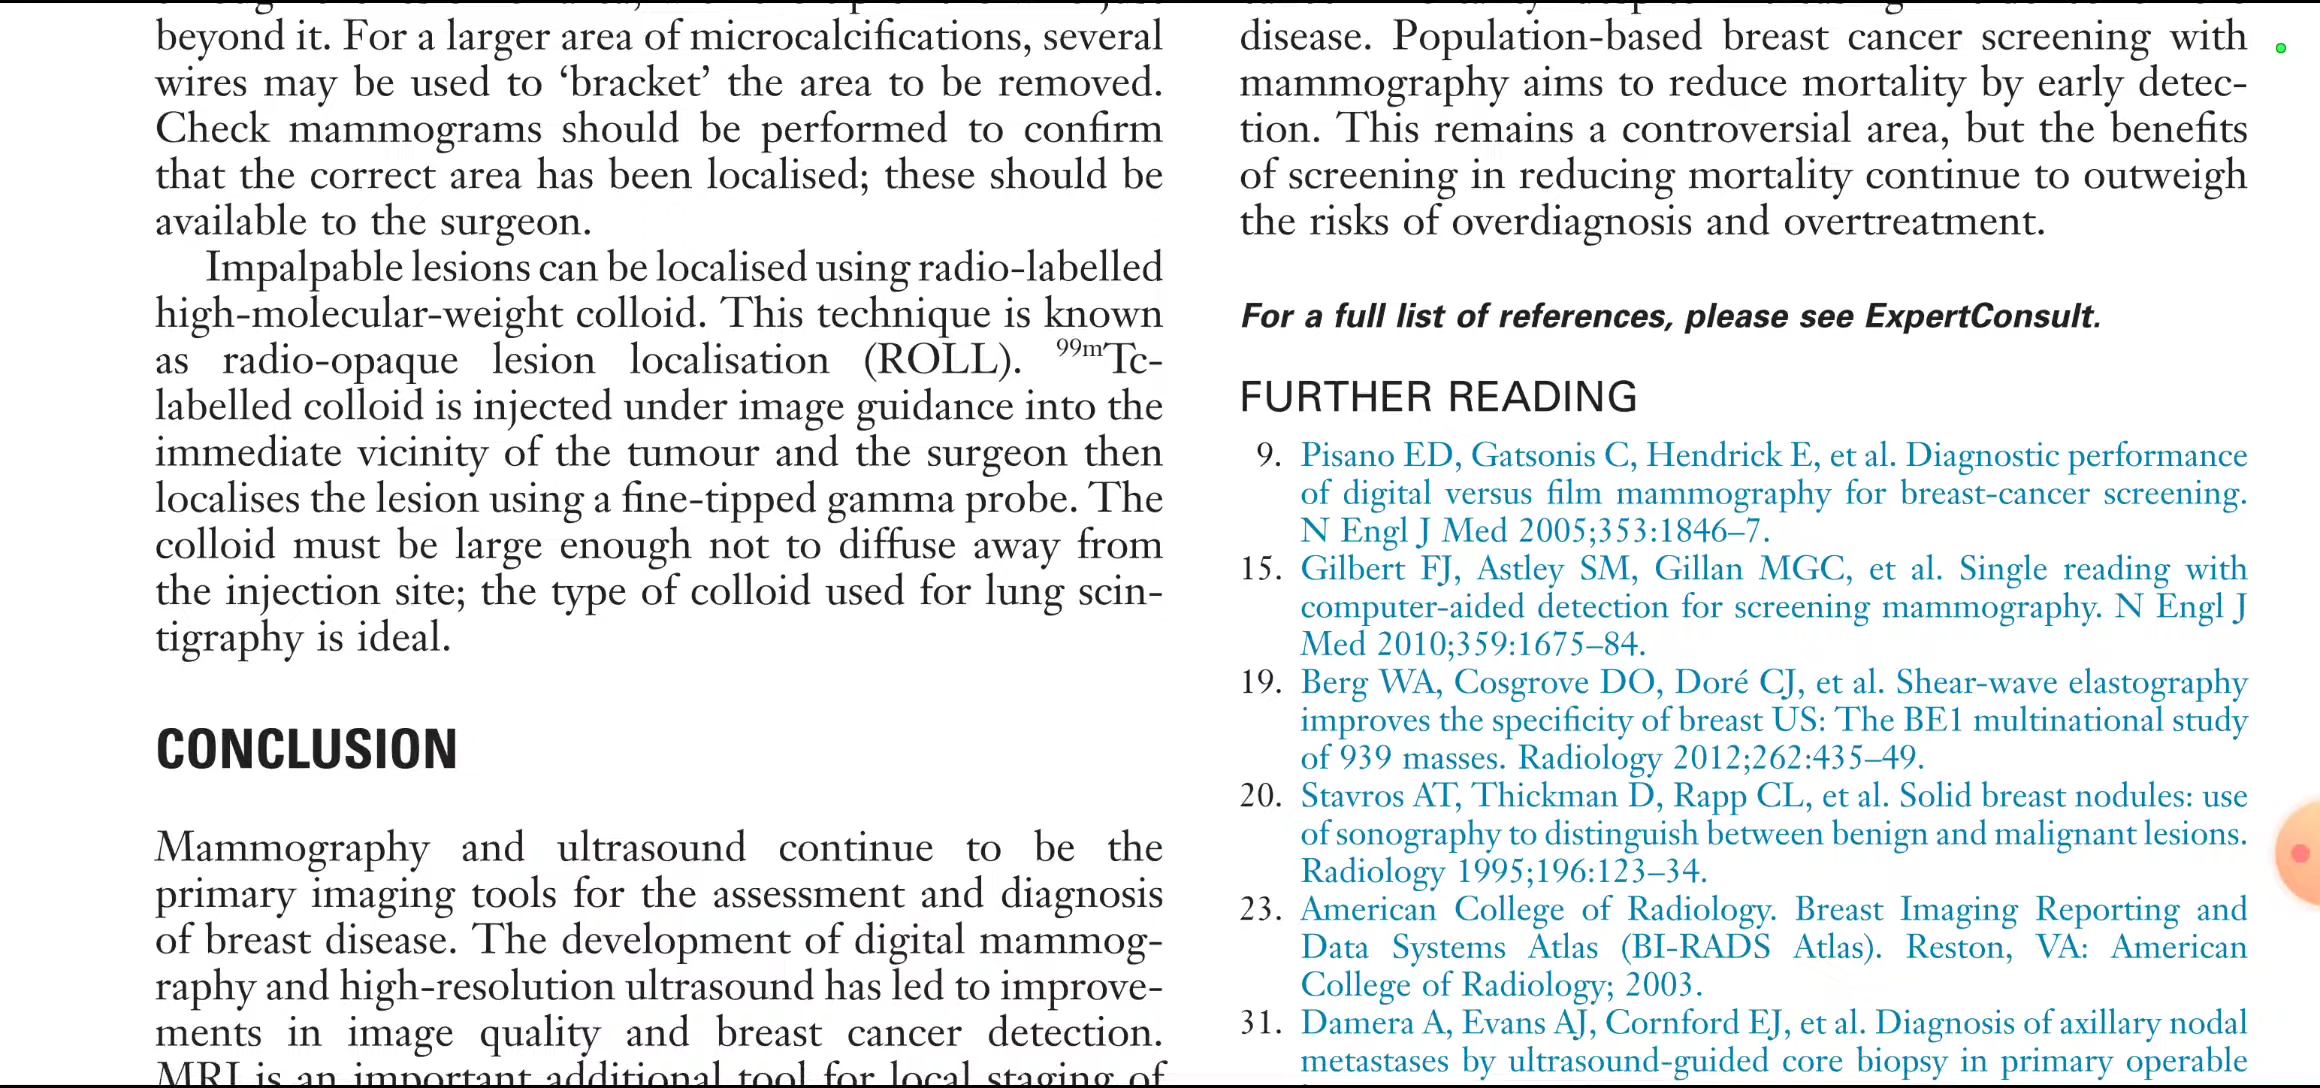 beyond it. For a larger area of microcalcifications, several
wires may be used to ‘bracket’ the area to be removed.
Check mammograms should be performed to confirm
that the correct area has been localised; these should be
available to the surgeon.
Impalpable lesions can be localised using radio-labelled
high-molecular-weight colloid. This technique is known
as radio-opaque lesion localisation (ROLL). 99mTc-
labelled colloid is injected under image guidance into the
immediate vicinity of the tumour and the surgeon then
localises the lesion using a fine-tipped gamma probe. The
colloid must be large enough not to diffuse away from
the injection site; the type of colloid used for lung scin-
tigraphy is ideal.
CONCLUSION
Mammography and ultrasound continue to be the
primary imaging tools for the assessment and diagnosis
of breast disease. The development of digital mammog-
raphy and high-resolution ultrasound has led to improve-
ments in image quality and breast cancer detection.
MRI is an important additional tool for local staging of
disease. Population-based breast cancer screening with
mammography aims to reduce mortality by early detec-
tion. This remains a controversial area, but the benefits
of screening in reducing mortality continue to outweigh
the risks of overdiagnosis and overtreatment.
For a full list of references, please see ExpertConsult.
FURTHER READING
9. Pisano ED, Gatsonis C, Hendrick E, et al. Diagnostic performance
of digital versus film mammography for breast-cancer screening.
N Engl J Med 2005;353:1846–7.
15. Gilbert FJ, Astley SM, Gillan MGC, et al. Single reading with
computer-aided detection for screening mammography. N Engl J
Med 2010;359:1675–84.
19. Berg WA, Cosgrove DO, Doré CJ, et al. Shear-wave elastography
improves the specificity of breast US: The BE1 multinational study
of 939 masses. Radiology 2012;262:435–49.
20. Stavros AT, Thickman D, Rapp CL, et al. Solid breast nodules: use
of sonography to distinguish between benign and malignant lesions.
Radiology 1995;196:123–34.
23. American College of Radiology. Breast Imaging Reporting and
Data Systems Atlas (BI-RADS Atlas). Reston, VA: American
College of Radiology; 2003.
31. Damera A, Evans AJ, Cornford EJ, et al. Diagnosis of axillary nodal
metastases by ultrasound-guided core biopsy in primary operable